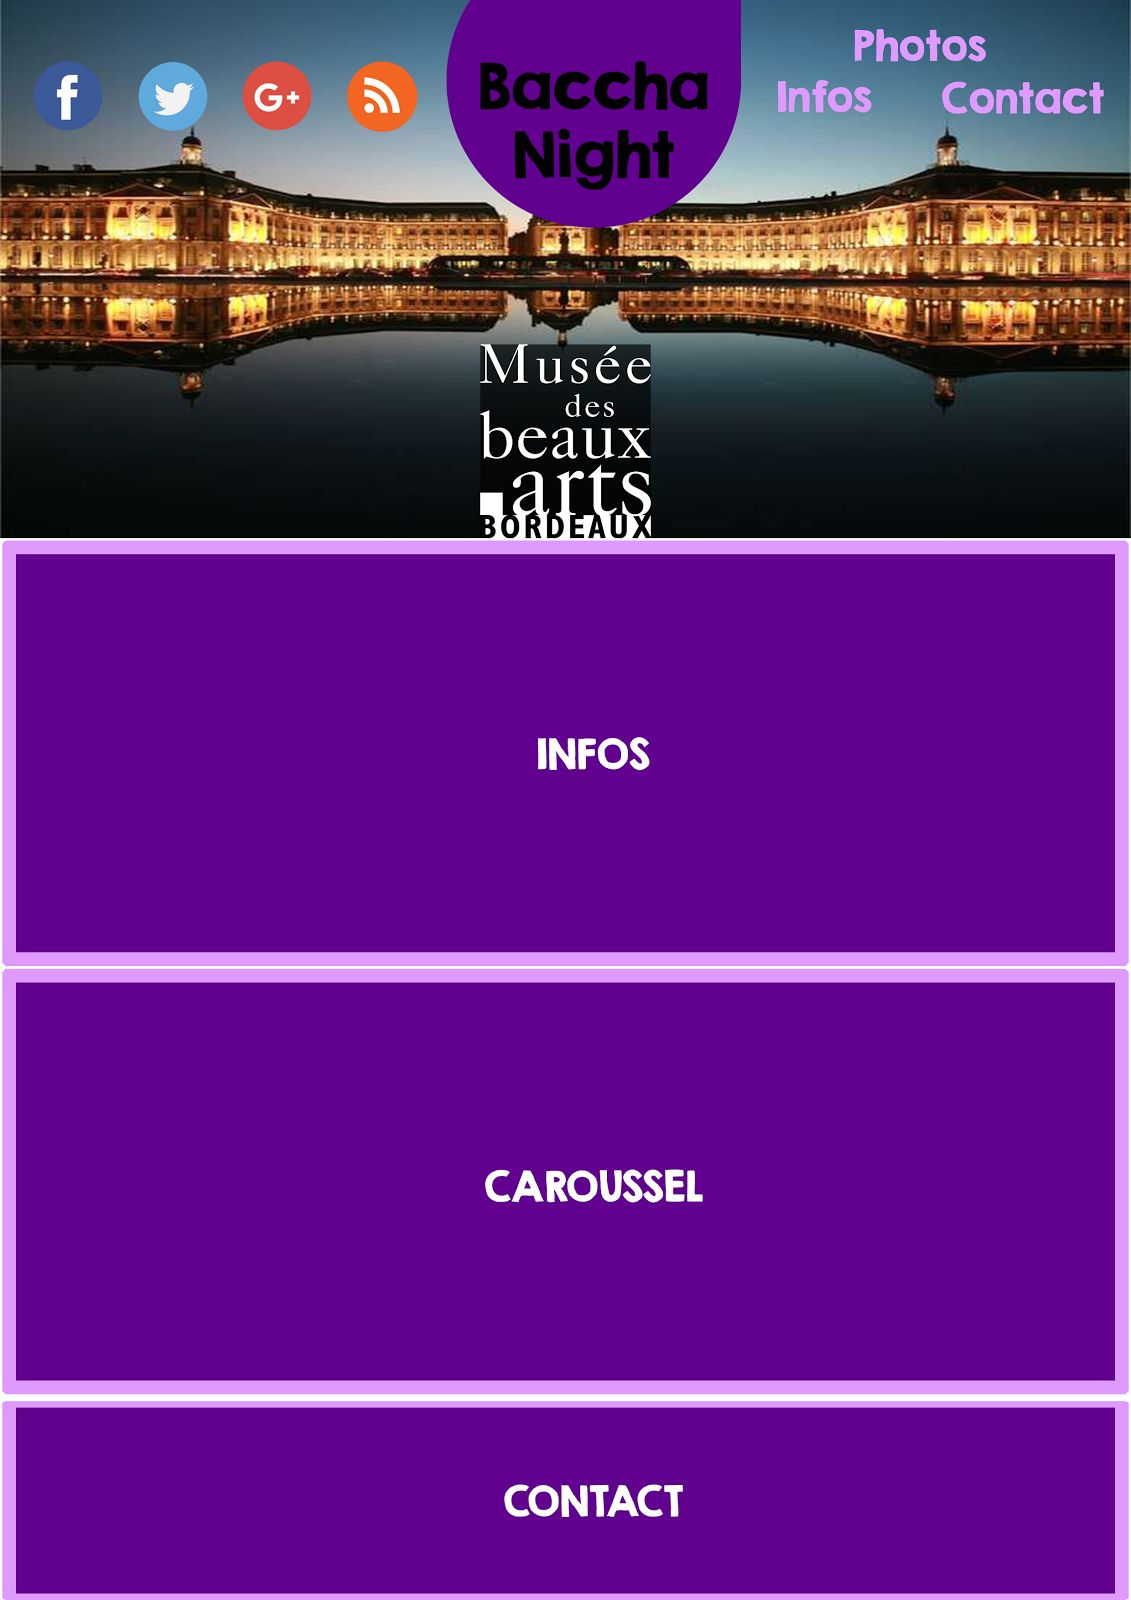 Baccha
Night
Photos
Infos
Contact
Musée
des
beaux
arts
BORDEAUX
INFOS
CAROUSSEL
CONTACT